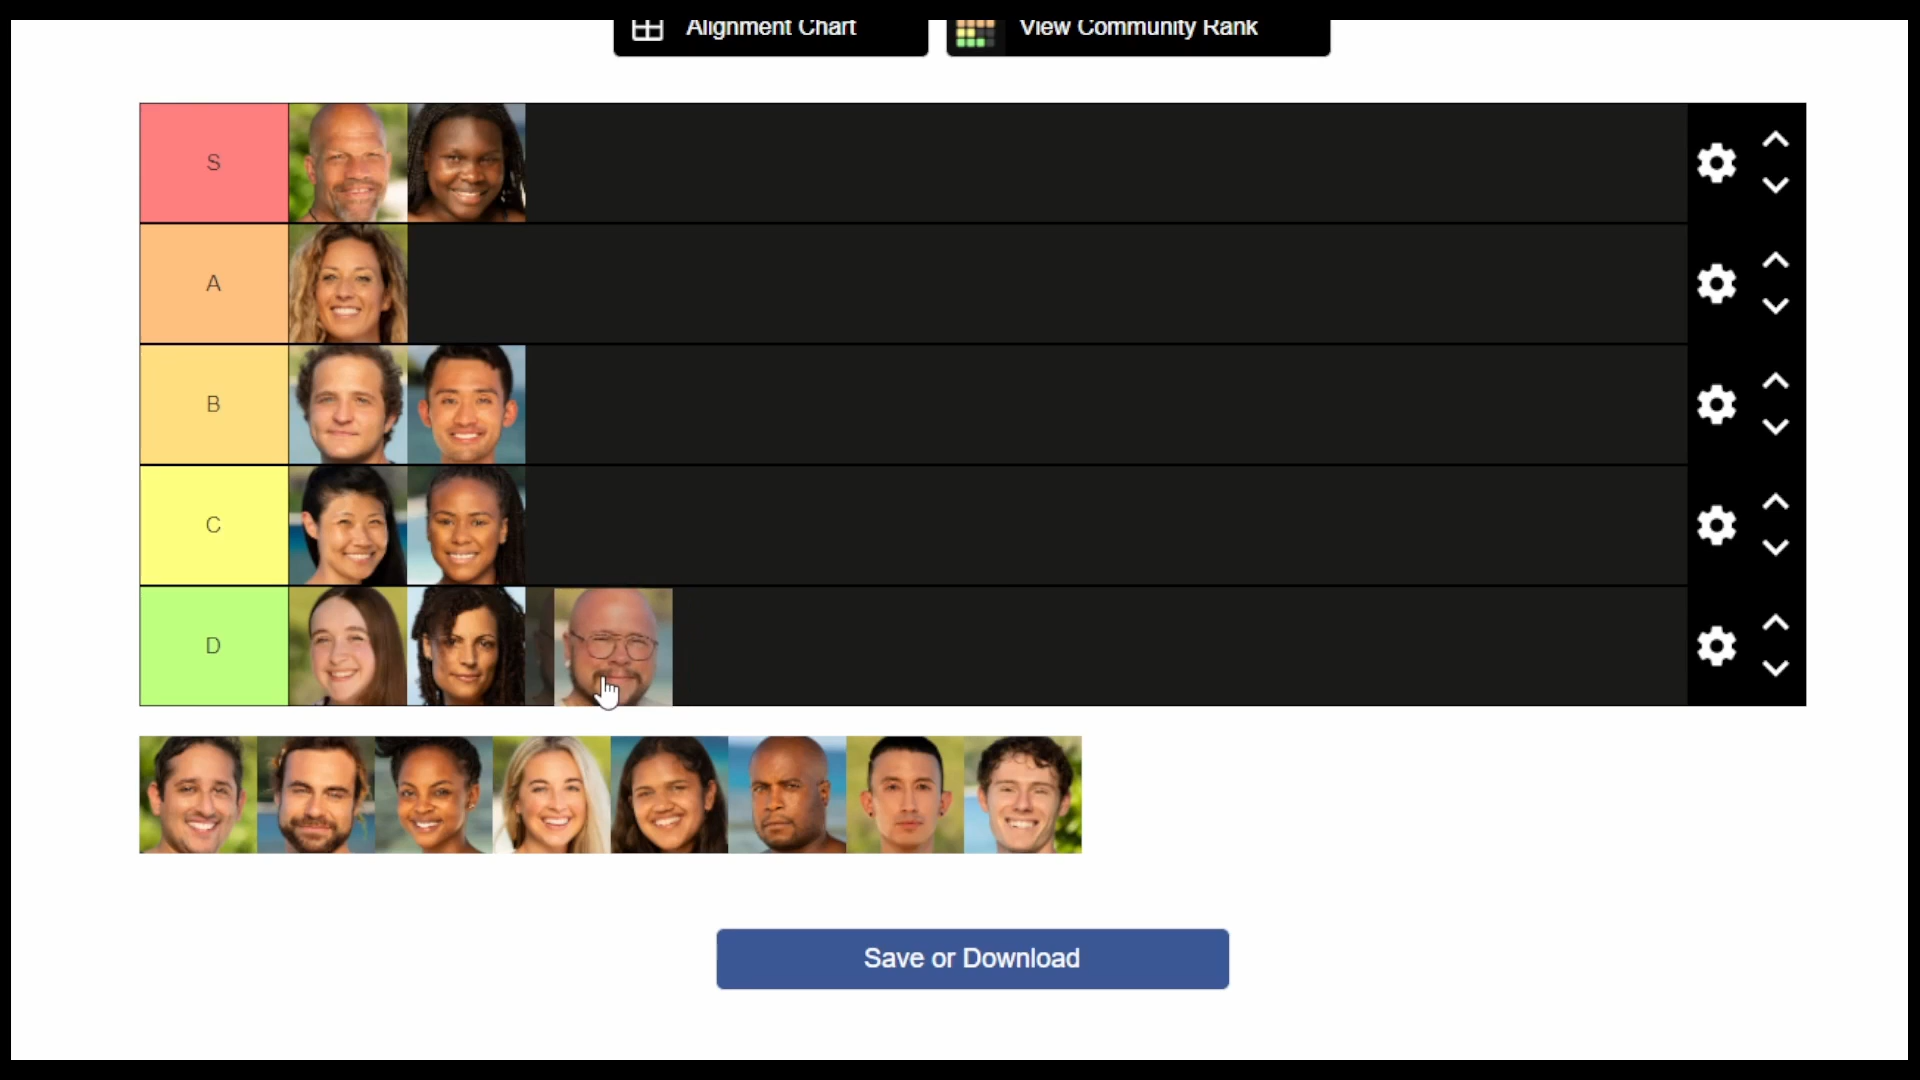 Alignment Chart
View Community Rank
S
A
B
C
D
Save or Download